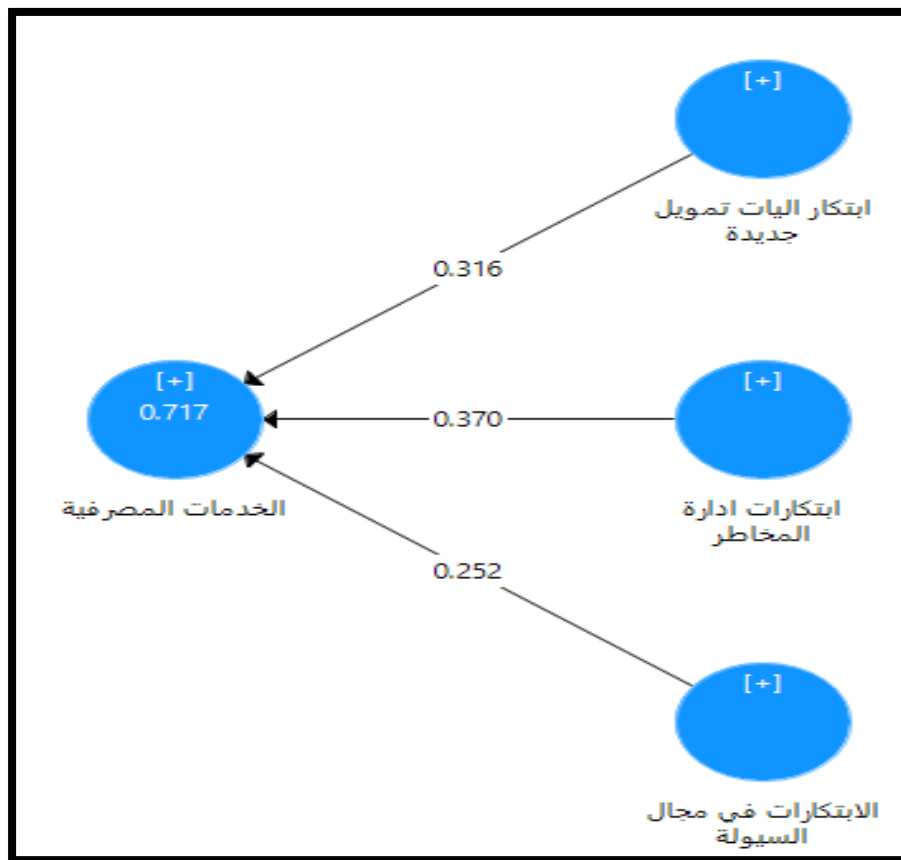 [+]
ابتكار اليات تمويل
جديدة
0.316
[+]
0.717
الخدمات المصرفية
0.370
[+]
ابتكارات ادارة
المخاطر
0.252
[+]
الابتكارات في مجال
السيولة